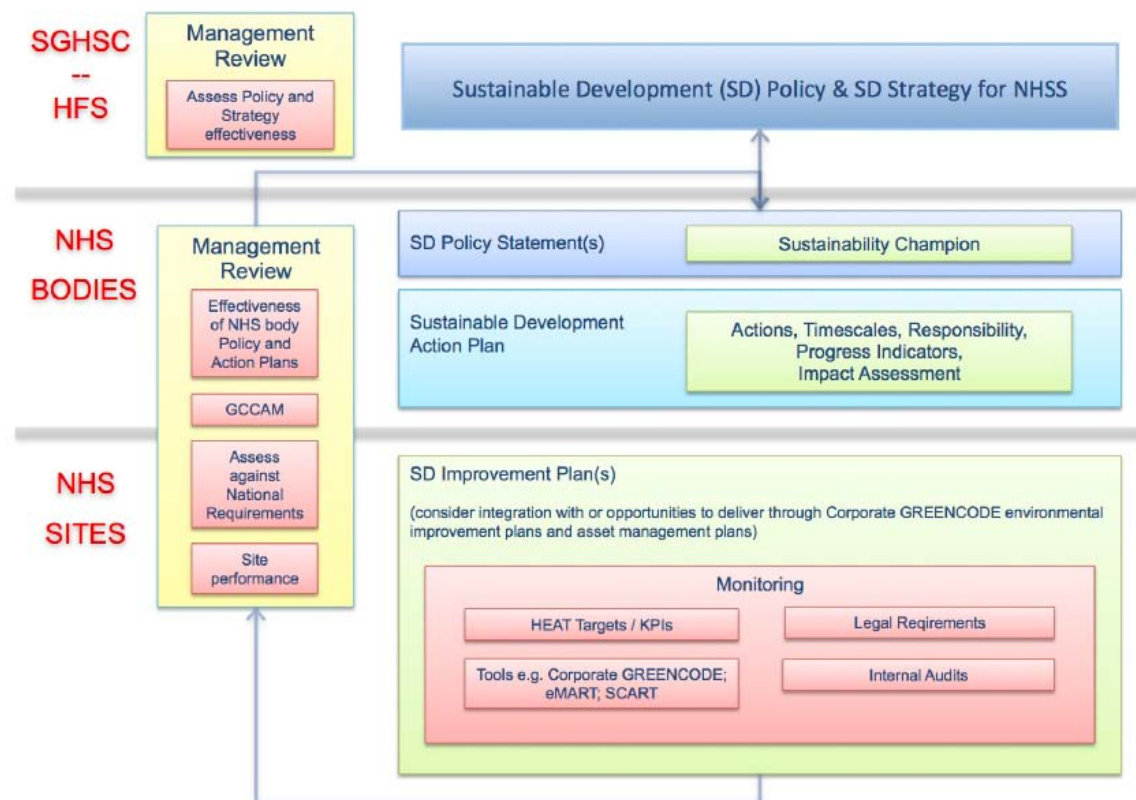 SGHSC
--
HFS
Management
Review
Assess Policy and
Strategy
effectiveness
Sustainable Development (SD) Policy & SD Strategy for NHSS
NHS
BODIES
Management
Review
Effectiveness
of NHS body
Policy and
Action Plans
GCCAM
Assess
against
National
Requirements
Site
performance
SD Policy Statement(s)
Sustainability Champion
Sustainable Development
Action Plan
Actions, Timescales, Responsibility,
Progress Indicators,
Impact Assessment
NHS
SITES
SD Improvement Plan(s)
(consider integration with or opportunities to deliver through Corporate GREENCODE environmental
improvement plans and asset management plans)
Monitoring
HEAT Targets / KPIs
Legal Reqirements
Tools e.g. Corporate GREENCODE;
eMART; SCART
Internal Audits